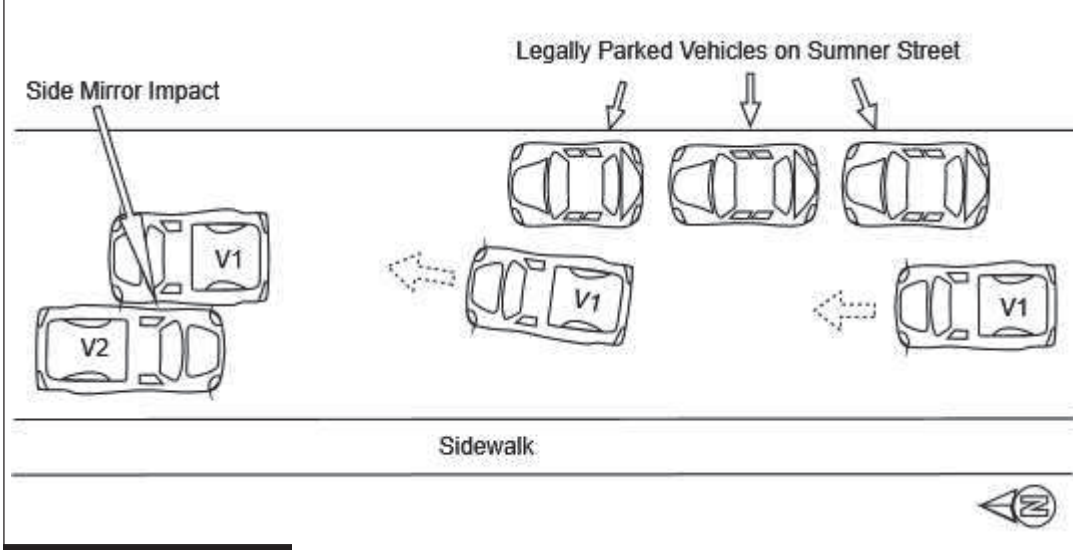 Legally Parked Vehicles on Sumner Street
Side Mirror Impact
V1
V1
V1
V2
Sidewalk
N